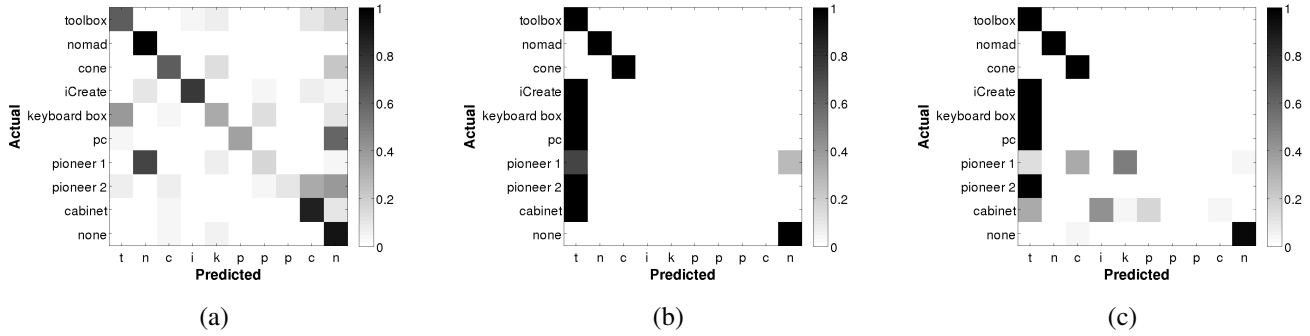 toolbox
nomad
cone
iCreate
keyboard box
pc
pioneer 1
pioneer 2
cabinet
none
Actual
t n c i k p p p c n
Predicted
1
0.8
0.6
0.4
0.2
0
(a)
toolbox
nomad
cone
iCreate
keyboard box
pc
pioneer 1
pioneer 2
cabinet
none
Actual
t n c i k p p p c n
Predicted
1
0.8
0.6
0.4
0.2
0
(b)
toolbox
nomad
cone
iCreate
keyboard box
pc
pioneer 1
pioneer 2
cabinet
none
Actual
t n c i k p p p c n
Predicted
1
0.8
0.6
0.4
0.2
0
(c)